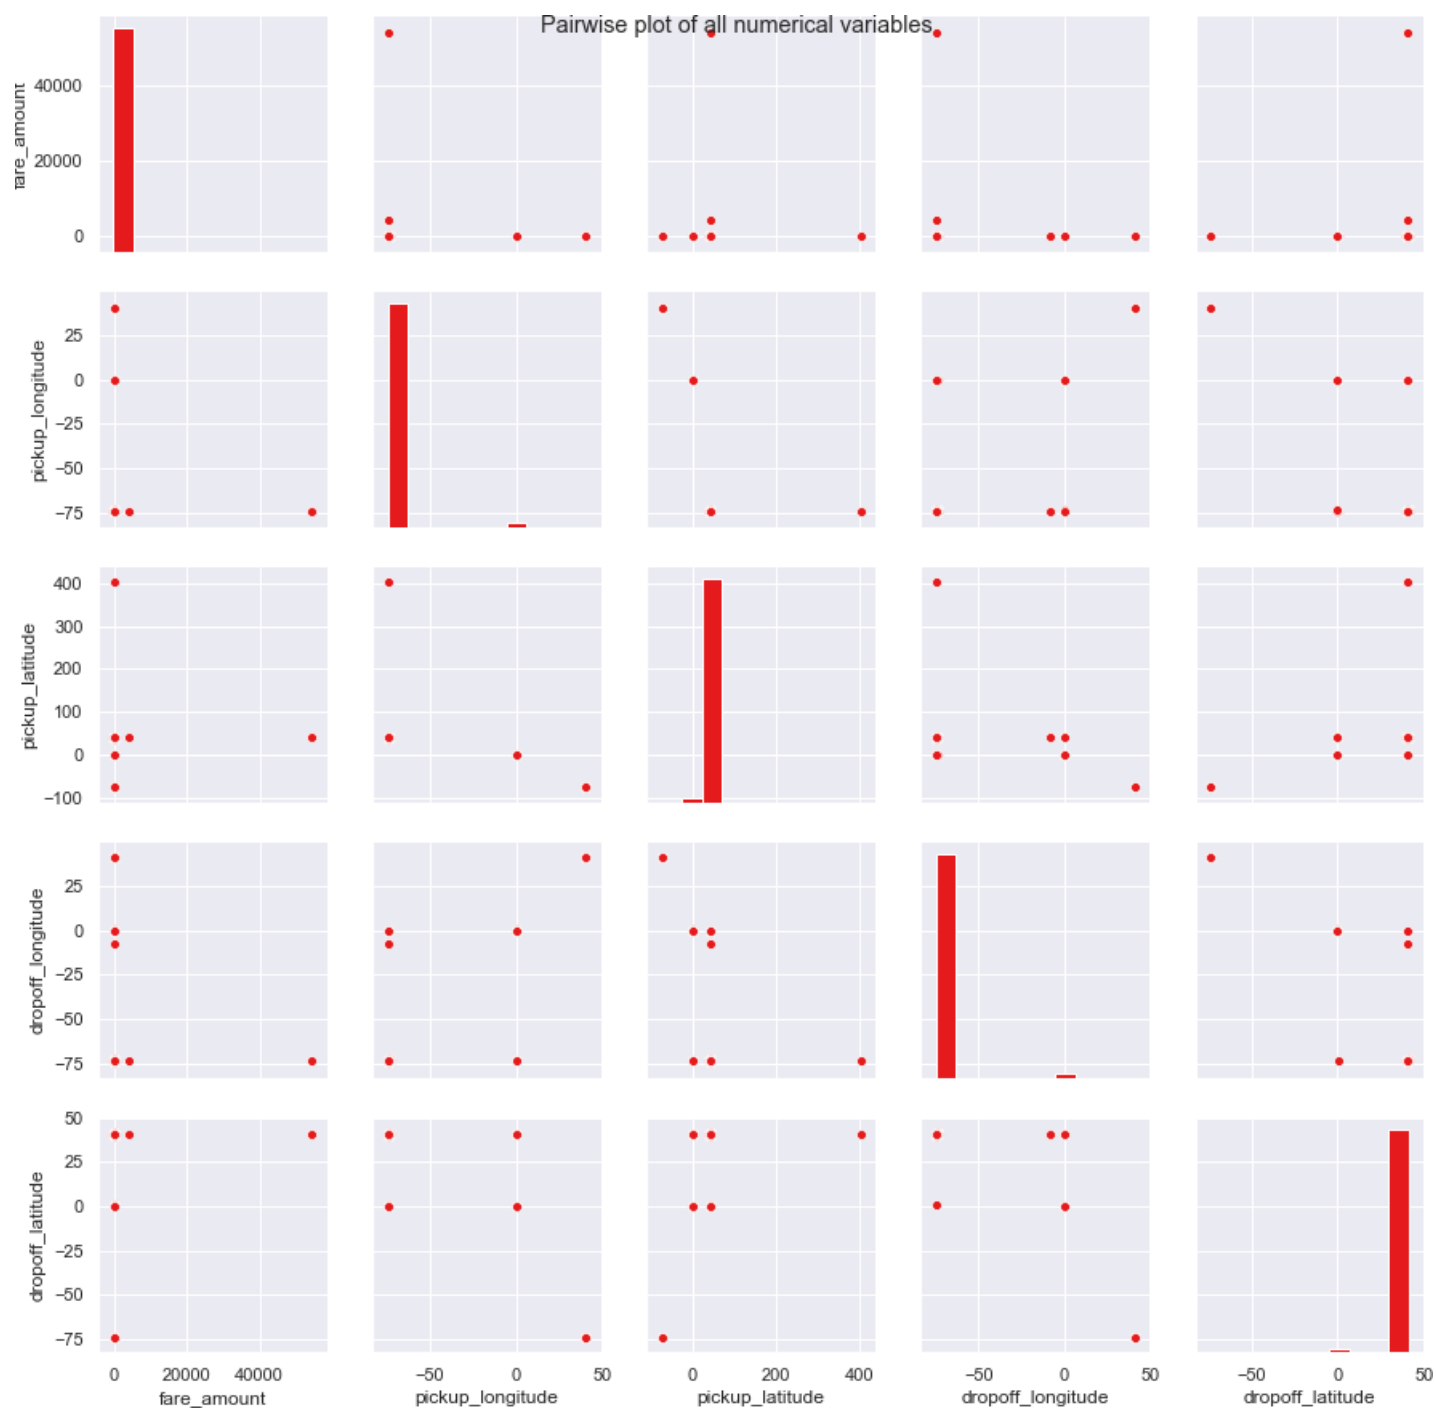 Pairwise plot of all numerical variables
40000
20000
0
fare_amount
25
0
−25
−50
−75
pickup_longitude
400
300
200
100
0
−100
pickup_latitude
25
0
−25
−50
−75
dropoff_longitude
50
25
0
−25
−50
−75
dropoff_latitude
0 20000 40000
−50 0 50
0 200 400
−50 0 50
−50 0 50
fare_amount
pickup_longitude
pickup_latitude
dropoff_longitude
dropoff_latitude